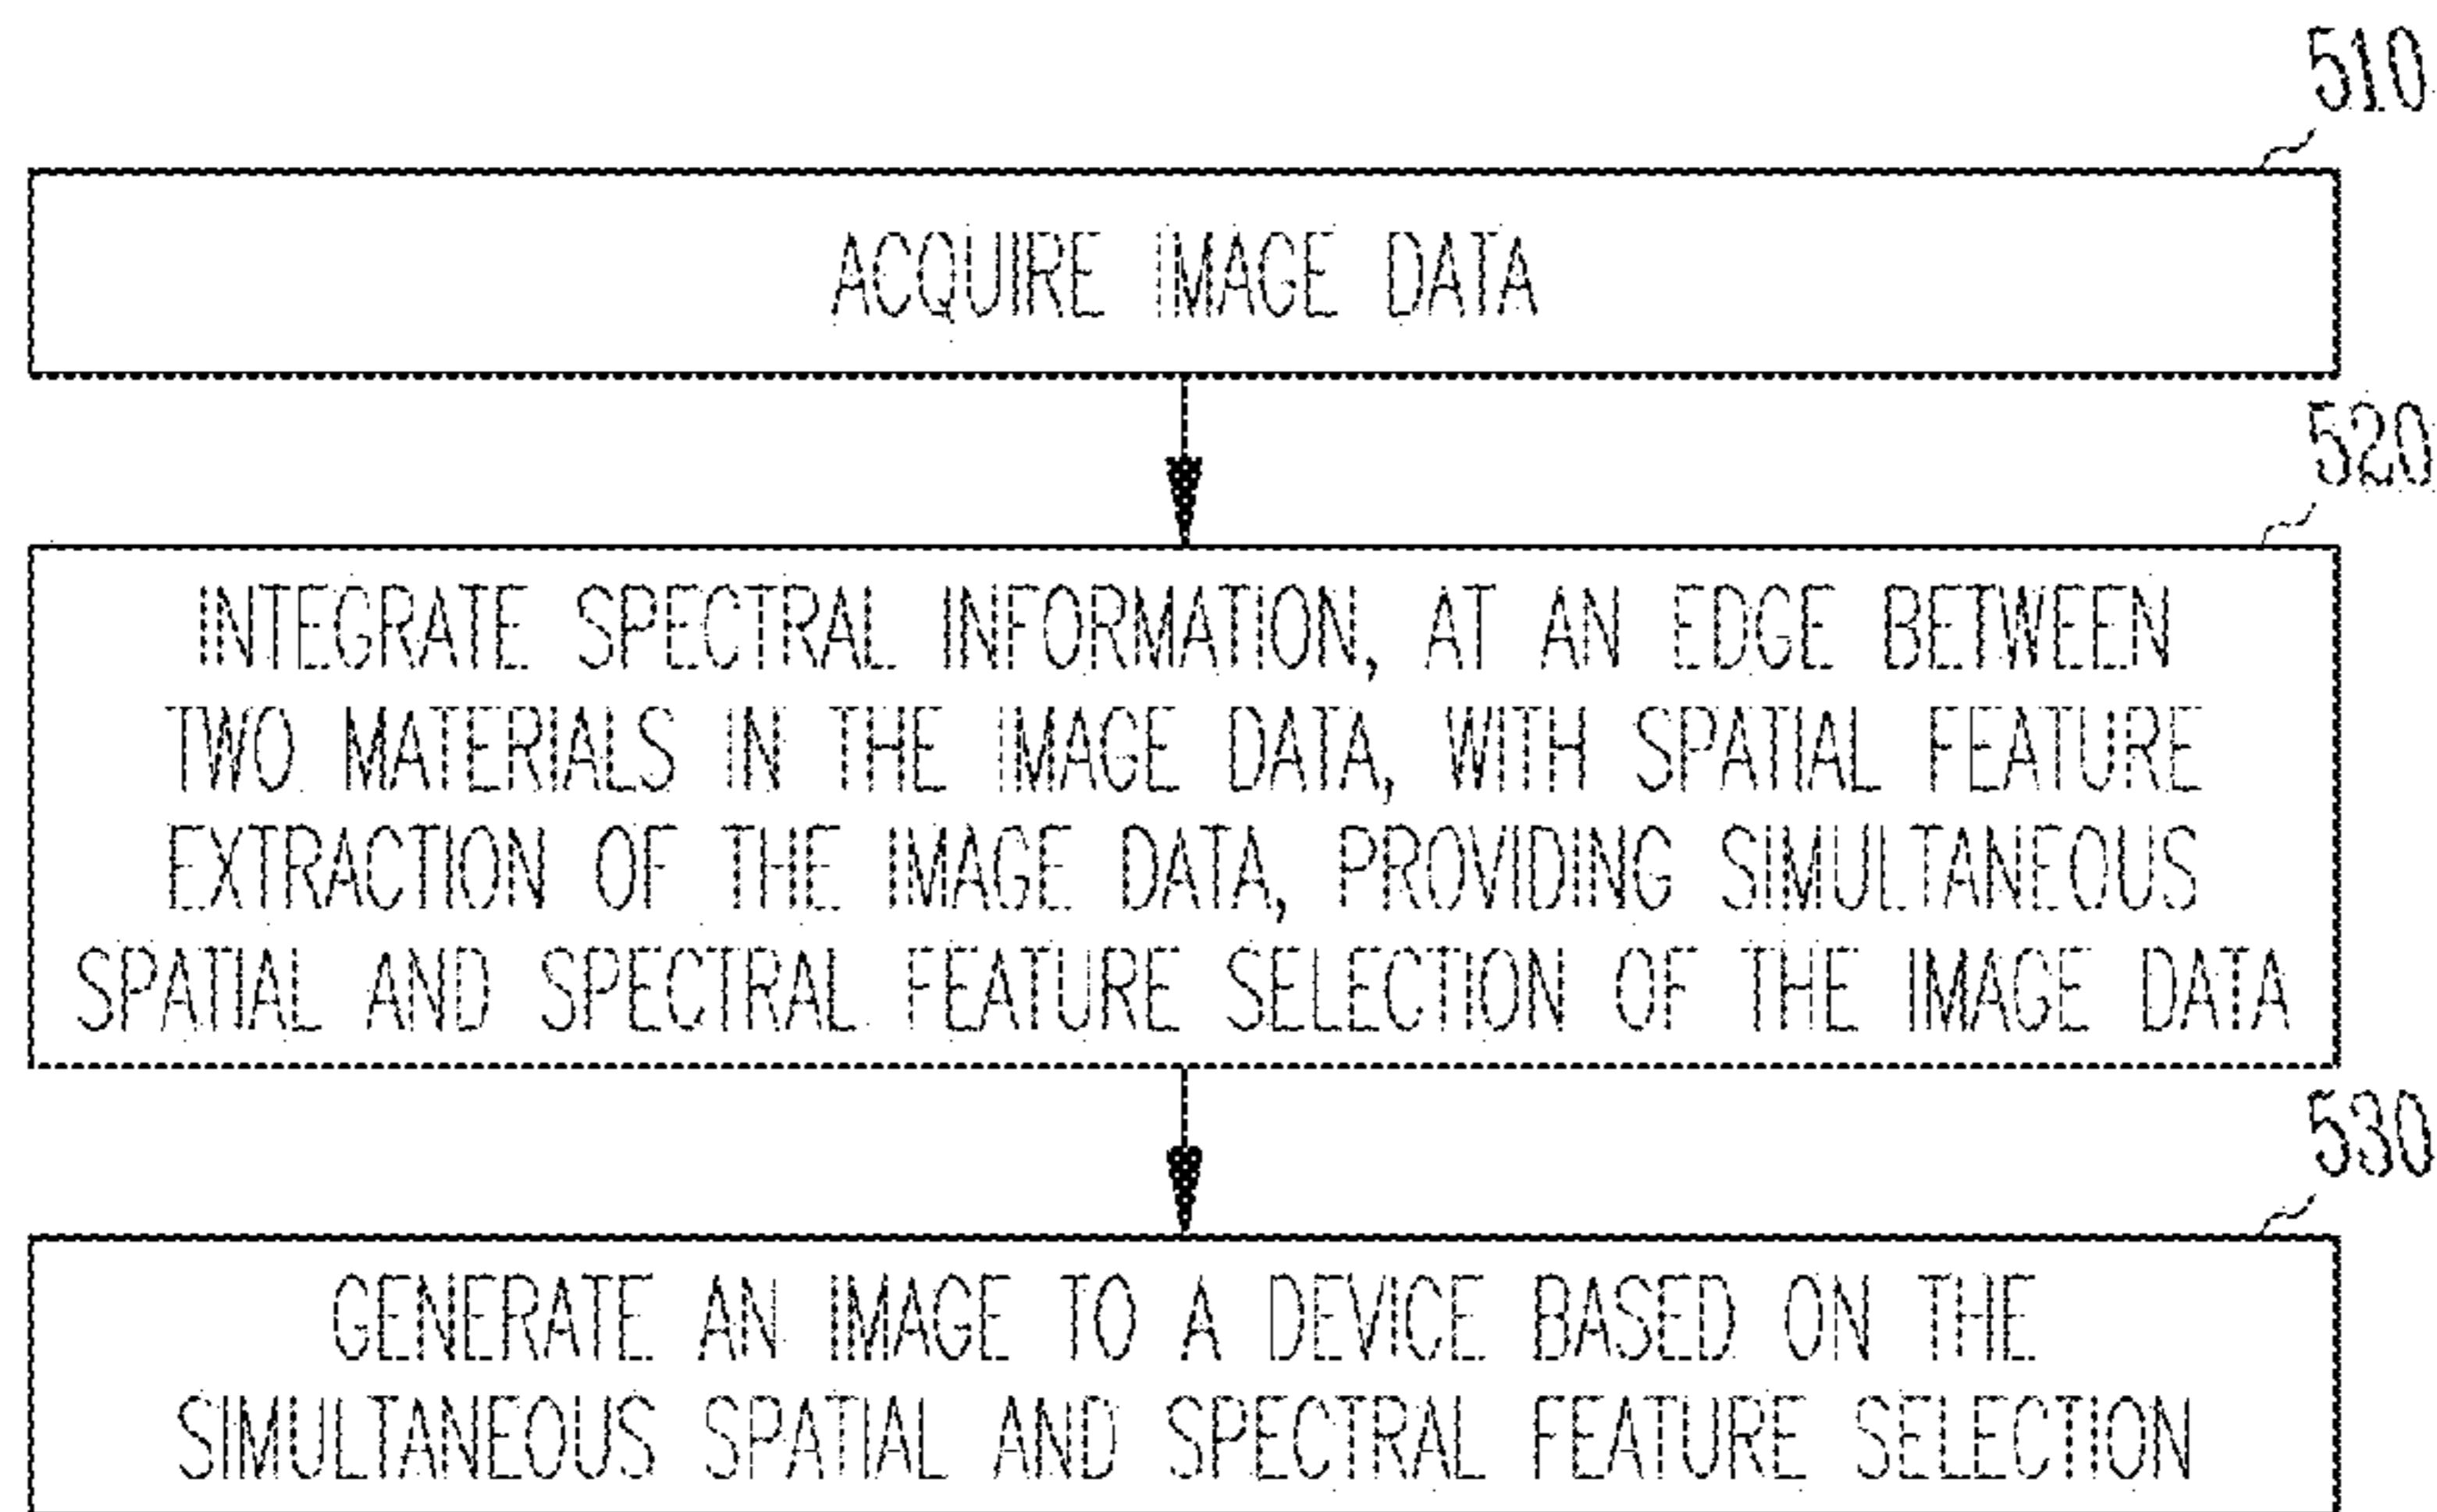 510
ACQUIRE IMAGE DATA
520
INTEGRATE SPECTRAL INFORMATION, AT AN EDGE BETWEEN
TWO MATERIALS IN THE IMAGE DATA, WITH SPATIAL FEATURE
EXTRACTION OF THE IMAGE DATA, PROVIDING SIMULTANEOUS
SPATIAL AND SPECTRAL FEATURE SELECTION OF THE IMAGE DATA
530
GENERATE AN IMAGE TO A DEVICE BASED ON THE
SIMULTANEOUS SPATIAL AND SPECTRAL FEATURE SELECTION